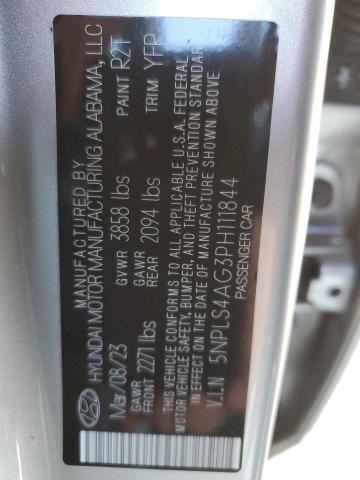 MANUFACTURED BY
HYUNDAI MOTOR MANUFACTURING ALABAMA, LLC
Mar/08/23 GVWR 3858 lbs PAINT R2T
GAWR FRONT 2271 lbs GAWR REAR 2094 lbs TRIM YFR
THIS VEHICLE CONFORMS TO ALL APPLICABLE U.S.A. FEDERAL
MOTOR VEHICLE SAFETY, BUMPER, AND THEFT PREVENTION STANDARDS
IN EFFECT ON THE DATE OF MANUFACTURE SHOWN ABOVE
V.I.N 5NPLS4AG3PH111844
PASSENGER CAR